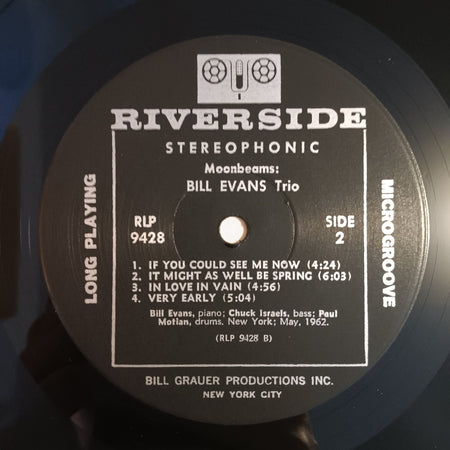 RIVERSIDE
STEREOPHONIC
Moonbeams:
BILL EVANS Trio
LONG PLAYING
RLP
9428
SIDE
2
MICROGROOVE
1. IF YOU COULD SEE ME NOW (4:24)
2. IT MIGHT AS WELL BE SPRING (6:03)
3. IN LOVE IN VAIN (4:56)
4. VERY EARLY (5:04)
Bill Evans, piano; Chuck Israels, bass; Paul
Motian, drums. New York; May, 1962.
(RLP 9428 B)
BILL GRAUER PRODUCTIONS INC.
NEW YORK CITY